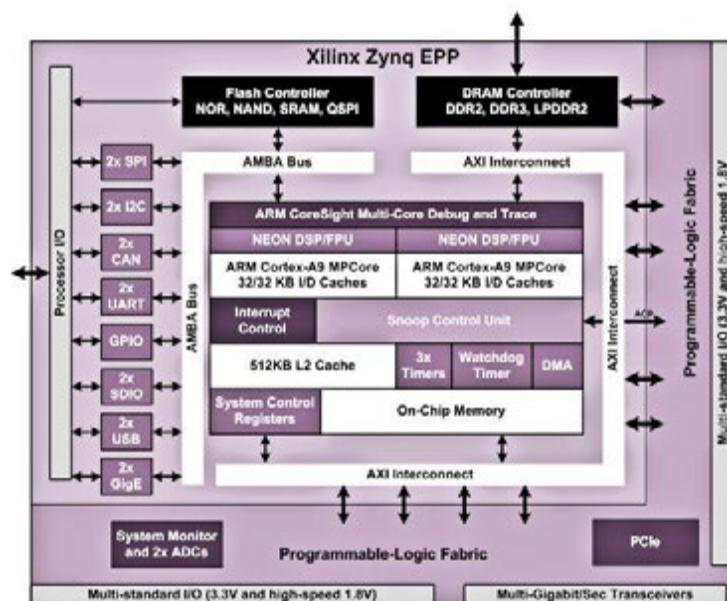 Xilinx Zynq EPP
Flash Controller
NOR, NAND, SRAM, QSPI
DRAM Controller
DDR2, DDR3, LPDDR2
AMBA Bus
AXI Interconnect
Processor I/O
2x SPI
2x I2C
2x
CAN
2x
UART
GPIO
2x
SDIO
2x
USB
2x
GigE
AMBA Bus
ARM CoreSight Multi-Core Debug and Trace
NEON DSP/FPU
NEON DSP/FPU
ARM Cortex-A9 MPCore
32/32 KB I/D Caches
ARM Cortex-A9 MPCore
32/32 KB I/D Caches
Interrupt
Control
Snoop Control Unit
512KB L2 Cache
3x
Timers
Watchdog
Timer
DMA
System Control
Registers
On-Chip Memory
AXI Interconnect
ACP
AXI Interconnect
Programmable-Logic Fabric
Multi-standard I/O (3.3V and high-speed 1.8V)
System Monitor
and 2x ADCs
Programmable-Logic Fabric
PCIe
Multi-standard I/O (3.3V and high-speed 1.8V)
Multi-Gigabit/Sec Transceivers